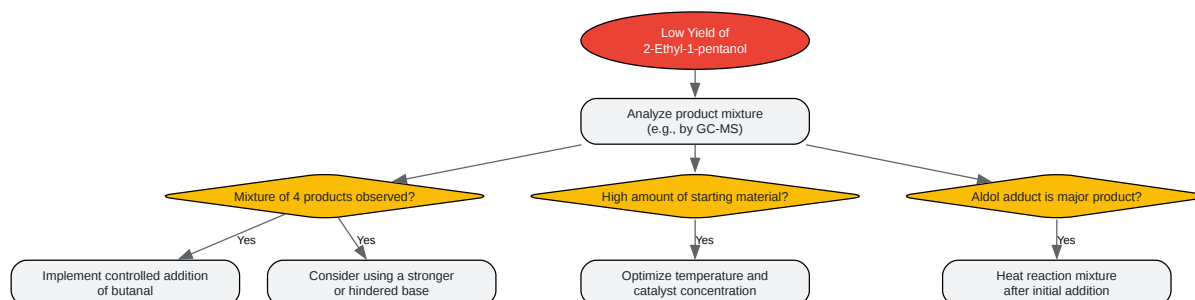 Low Yield of
2-Ethyl-1-pentanol
Analyze product mixture
(e.g., by GC-MS)
Mixture of 4 products observed?
High amount of starting material?
Aldol adduct is major product?
Yes
Yes
Yes
Yes
Implement controlled addition
of butanal
Consider using a stronger
or hindered base
Optimize temperature and
catalyst concentration
Heat reaction mixture
after initial addition